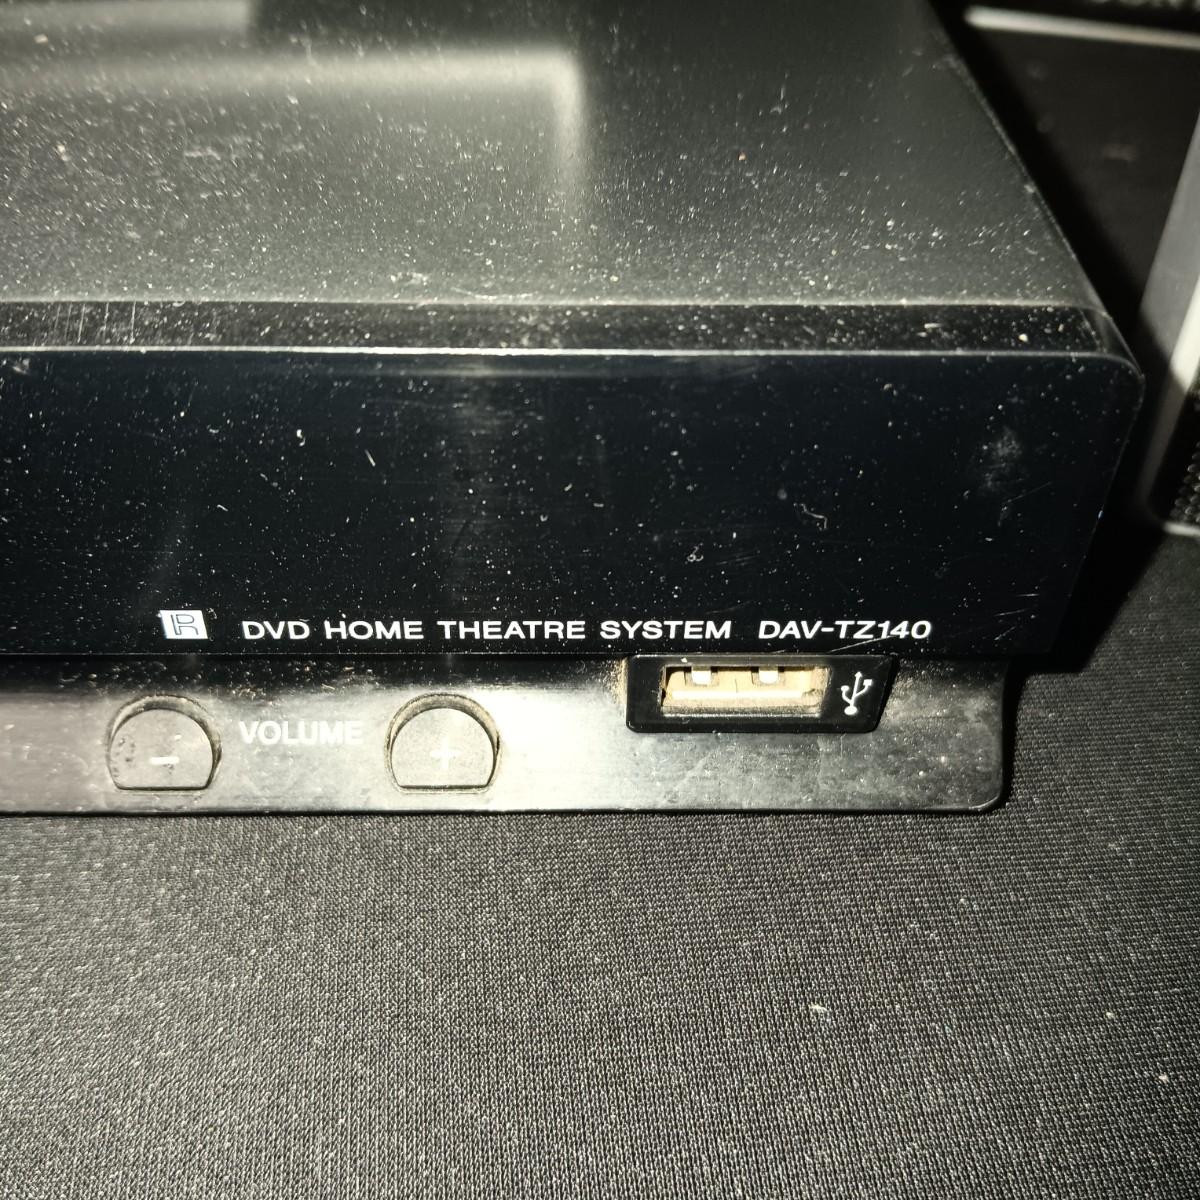 R DVD HOME THEATRE SYSTEM DAV-TZ140
- VOLUME +